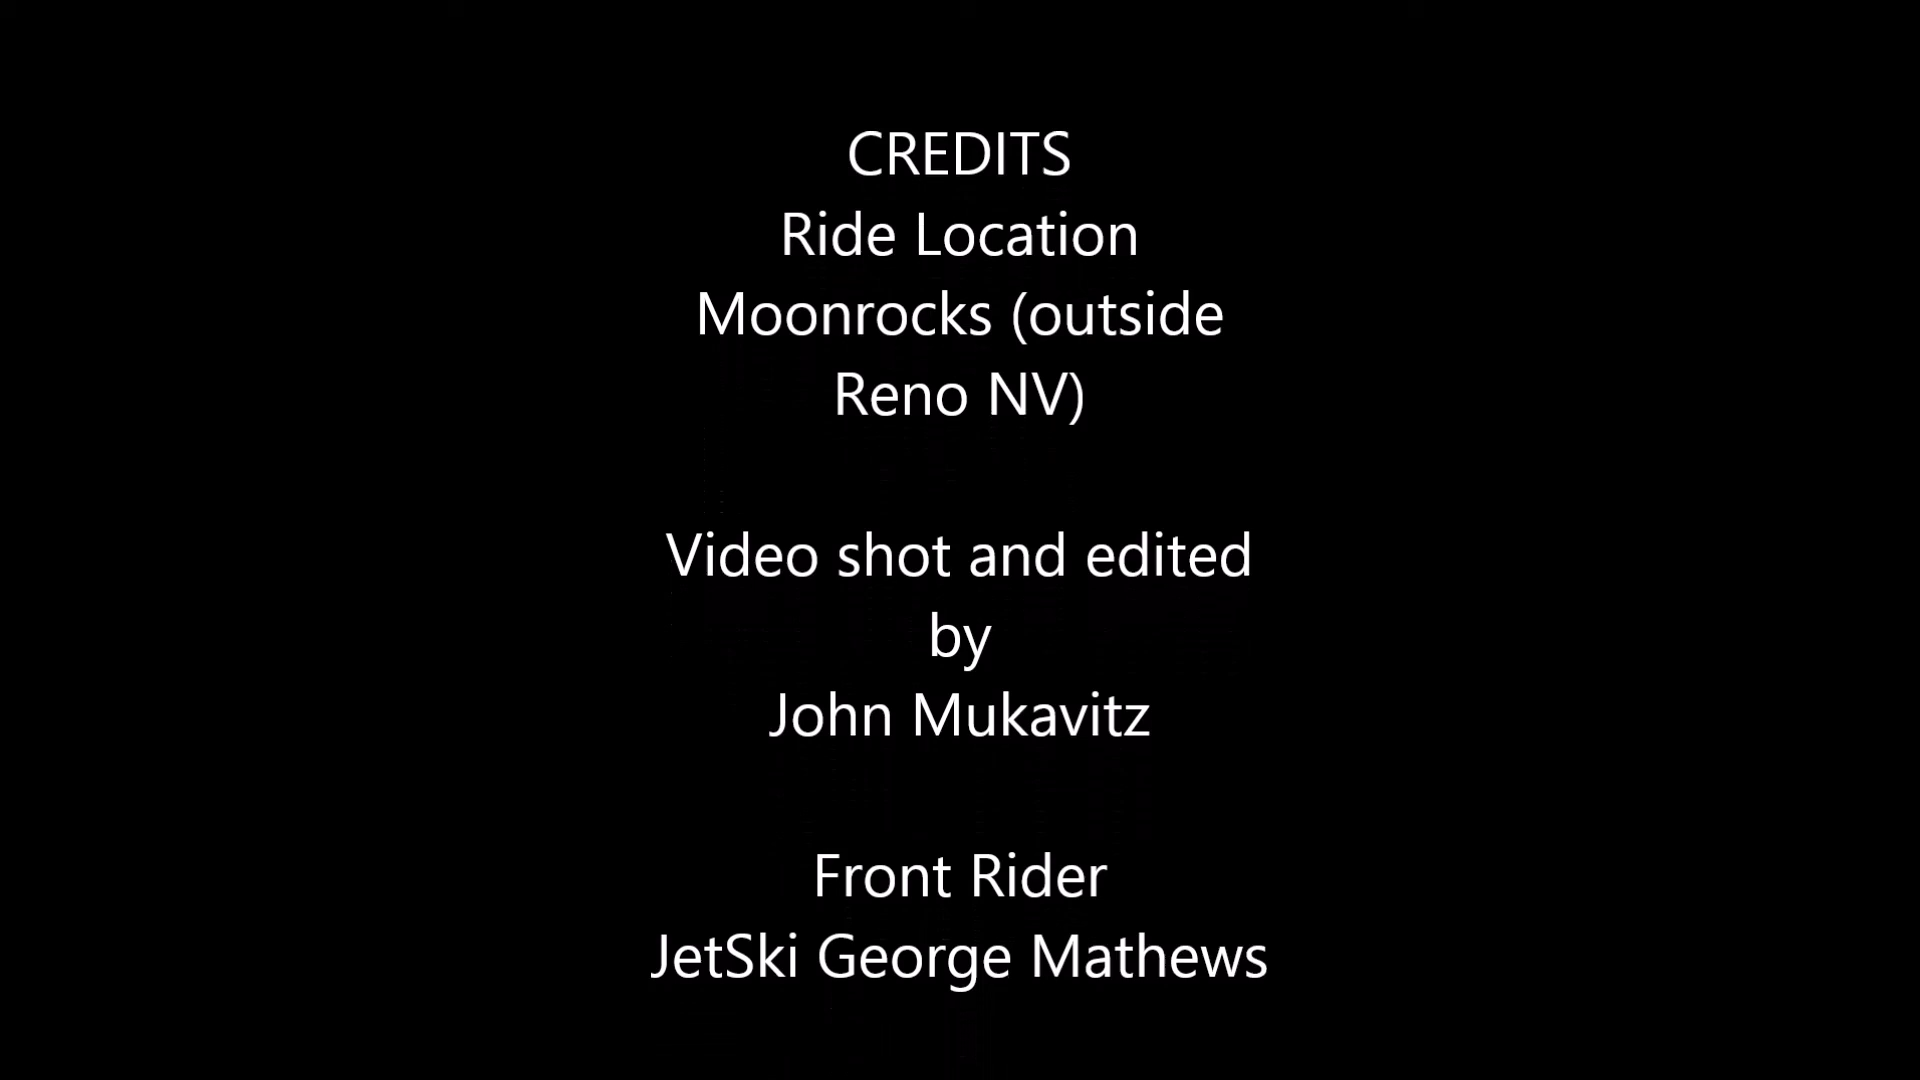 CREDITS
Ride Location
Moonrocks (outside
Reno NV)
Video shot and edited
by
John Mukavitz
Front Rider
JetSki George Mathews